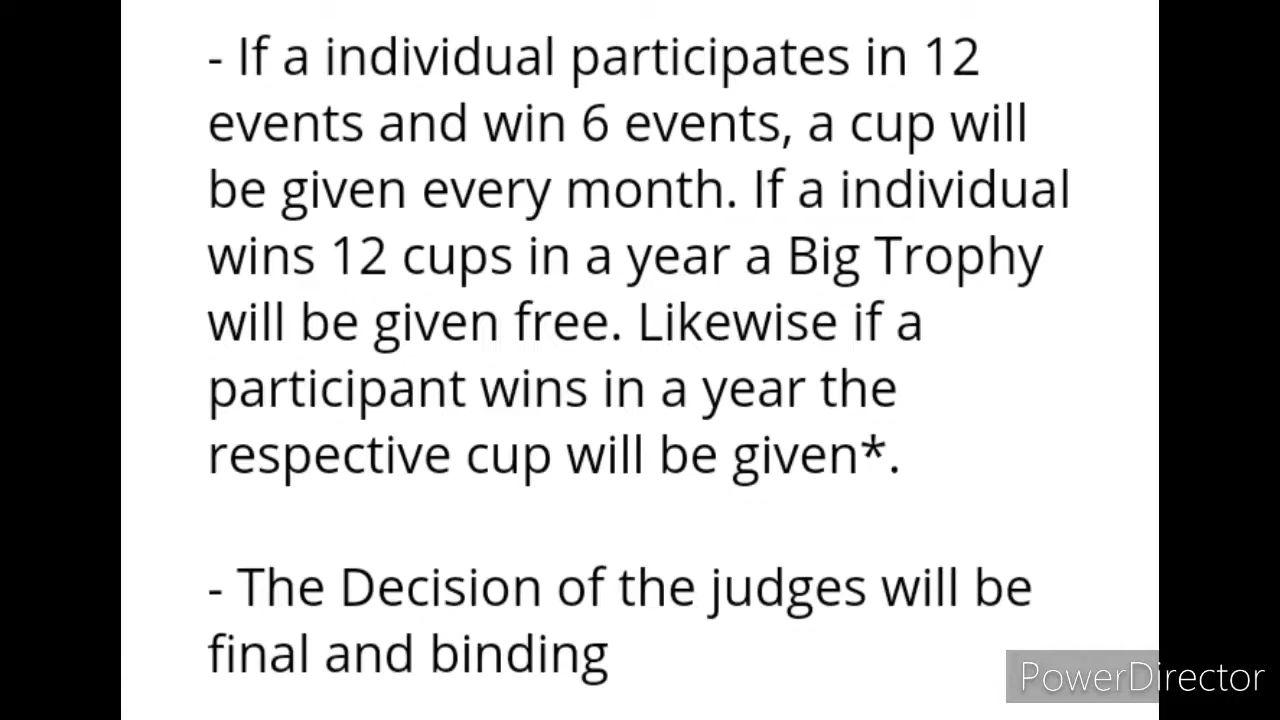 - If a individual participates in 12
events and win 6 events, a cup will
be given every month. If a individual
wins 12 cups in a year a Big Trophy
will be given free. Likewise if a
participant wins in a year the
respective cup will be given*.
- The Decision of the judges will be
final and binding
PowerDirector